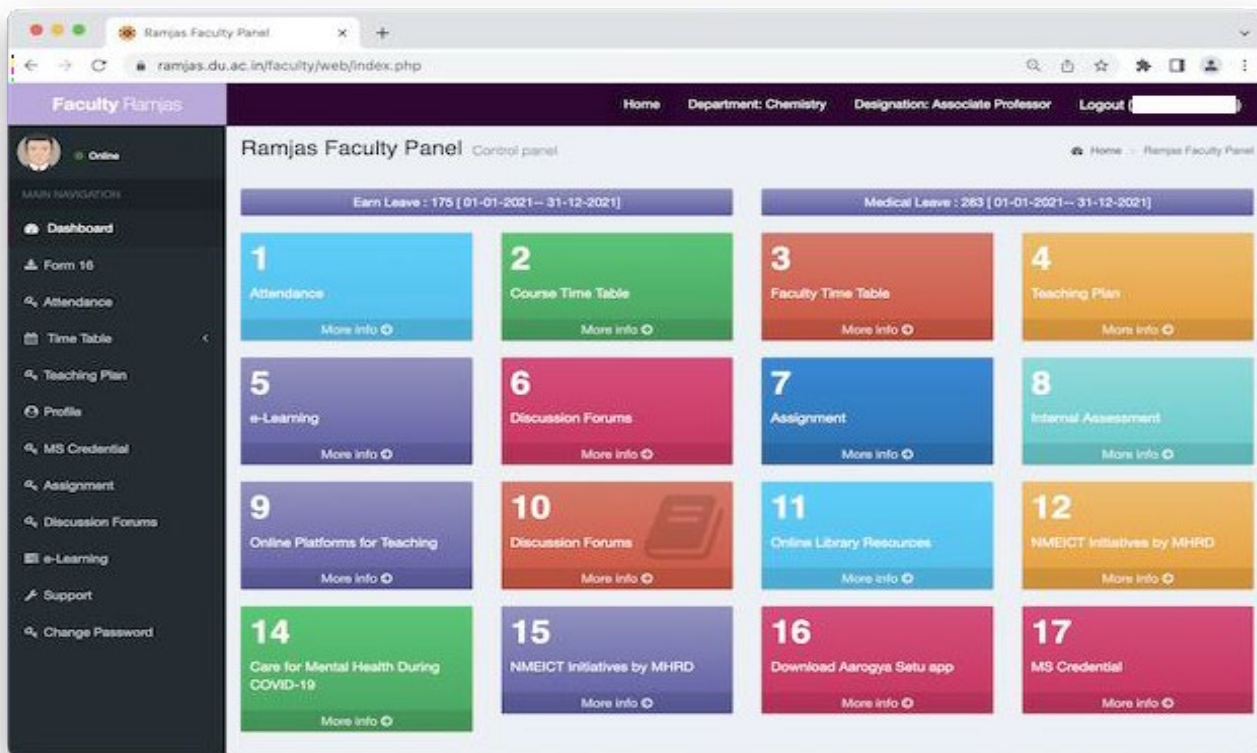 Ramjas Faculty Panel
ramjas.du.ac.in/faculty/web/index.php
Faculty Ramjas
Home Department: Chemistry Designation: Associate Professor Logout ( )
Online
Ramjas Faculty Panel Control panel
Home Ramjas Faculty Panel
MAIN NAVIGATION
Dashboard
Form 16
Attendance
Time Table
Teaching Plan
Profile
MS Credential
Assignment
Discussion Forums
e-Learning
Support
Change Password
Earn Leave : 175 [ 01-01-2021-- 31-12-2021]
Medical Leave : 263 [ 01-01-2021-- 31-12-2021]
1
Attendance
More info
2
Course Time Table
More info
3
Faculty Time Table
More info
4
Teaching Plan
More info
5
e-Learning
More info
6
Discussion Forums
More info
7
Assignment
More info
8
Internal Assessment
More info
9
Online Platforms for Teaching
More info
10
Discussion Forums
More info
11
Online Library Resources
More info
12
NMEICT Initiatives by MHRD
More info
14
Care for Mental Health During
COVID-19
More info
15
NMEICT Initiatives by MHRD
More info
16
Download Aarogya Setu app
More info
17
MS Credential
More info